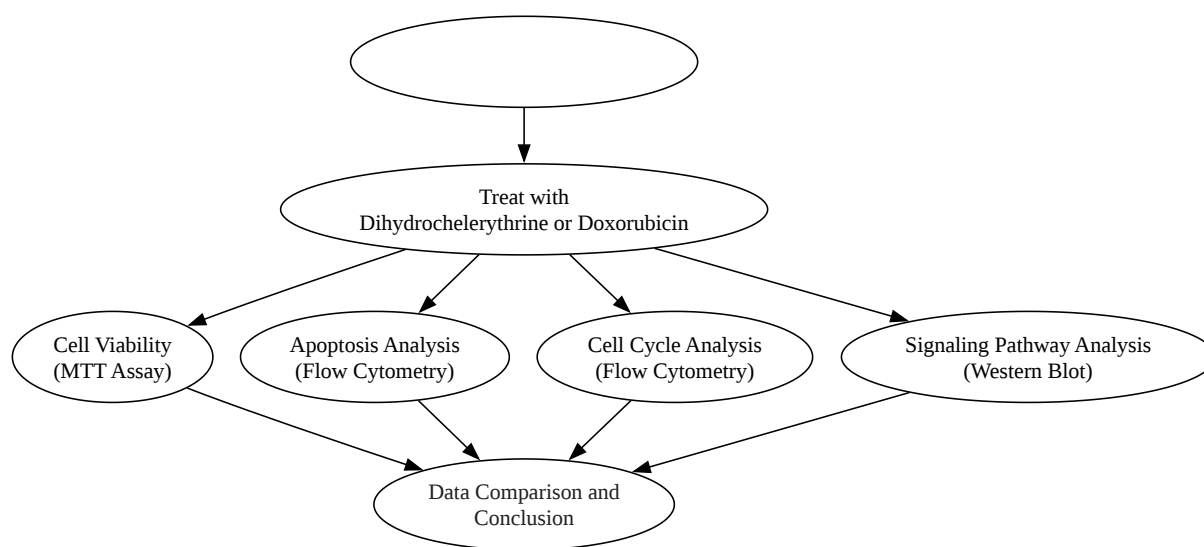 Treat with
Dihydrochelerythrine or Doxorubicin
Cell Viability
(MTT Assay)
Apoptosis Analysis
(Flow Cytometry)
Cell Cycle Analysis
(Flow Cytometry)
Signaling Pathway Analysis
(Western Blot)
Data Comparison and
Conclusion